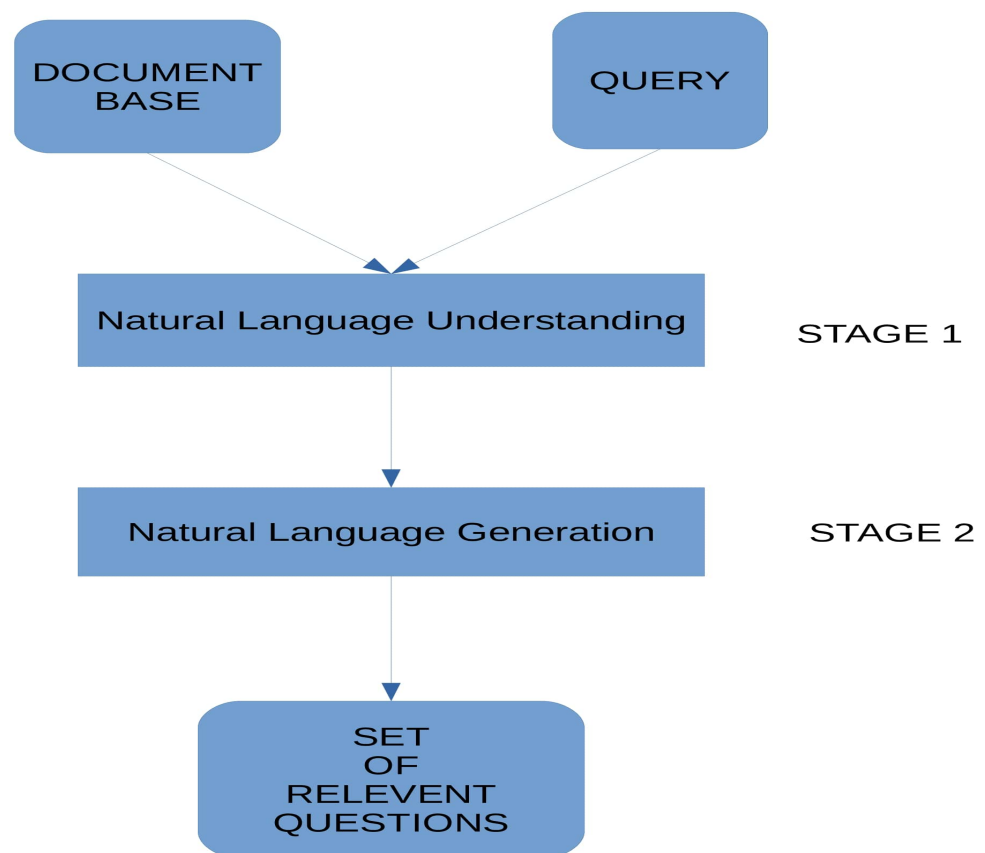 DOCUMENT
BASE
QUERY
Natural Language Understanding
STAGE 1
Natural Language Generation
STAGE 2
SET
OF
RELEVENT
QUESTIONS